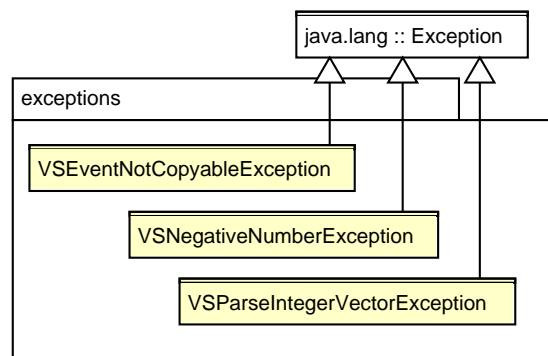 java.lang :: Exception
exceptions
VSEventNotCopyableException
VSNegativeNumberException
VSParseIntegerVectorException